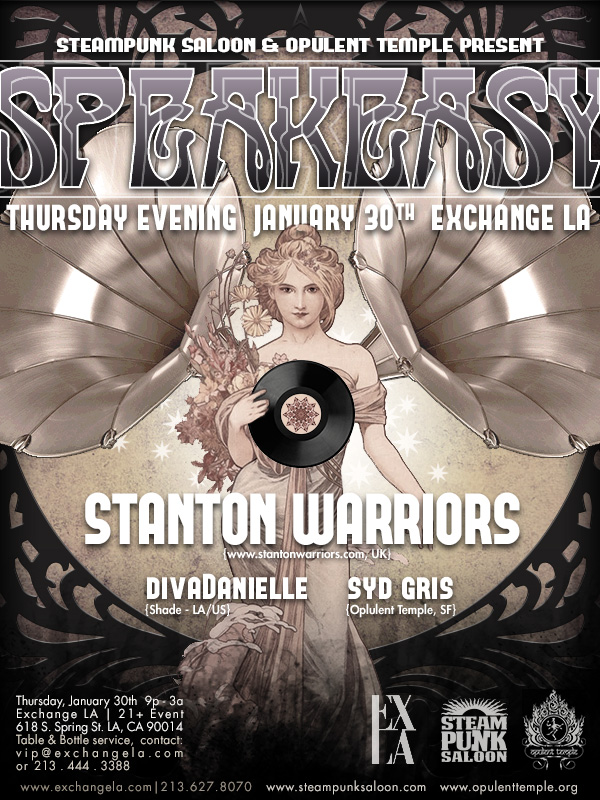 STEAMPUNK SALOON & OPULENT TEMPLE PRESENT
SPEAKEASY
THURSDAY EVENING JANUARY 30TH EXCHANGE LA
STANTON WARRIORS
{www.stantonwarriors.com, UK}
DIVADANIELLE SYD GRIS
{Shade - LA/US} {Oplulent Temple, SF}
Thursday, January 30th 9p - 3a
Exchange LA | 21+ Event
618 S. Spring St. LA, CA 90014
Table & Bottle service, contact:
vip@exchangela.com
or 213 . 444 . 3388
EX
LA
STEAM
PUNK
SALOON
opulent temple
www.exchangela.com|213.627.8070 www.steampunksaloon.com www.opulenttemple.org